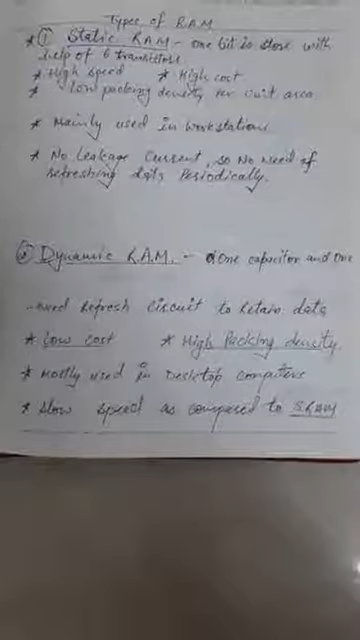 Types of R.A.M
* ① Static RAM - one bit is store with
help of 6 transistors
* High speed * High cost
* Low packing density per unit area
* Mainly used in workstations
* No Leakage Current, so No Need of
Refreshing data Periodically.
② Dynamic R.A.M. - One capacitor and one
- Need Refresh Circuit to Retain data
* Low cost * High Packing density
* Mostly used in Desktop computers
* Slow speed as compared to SRAM